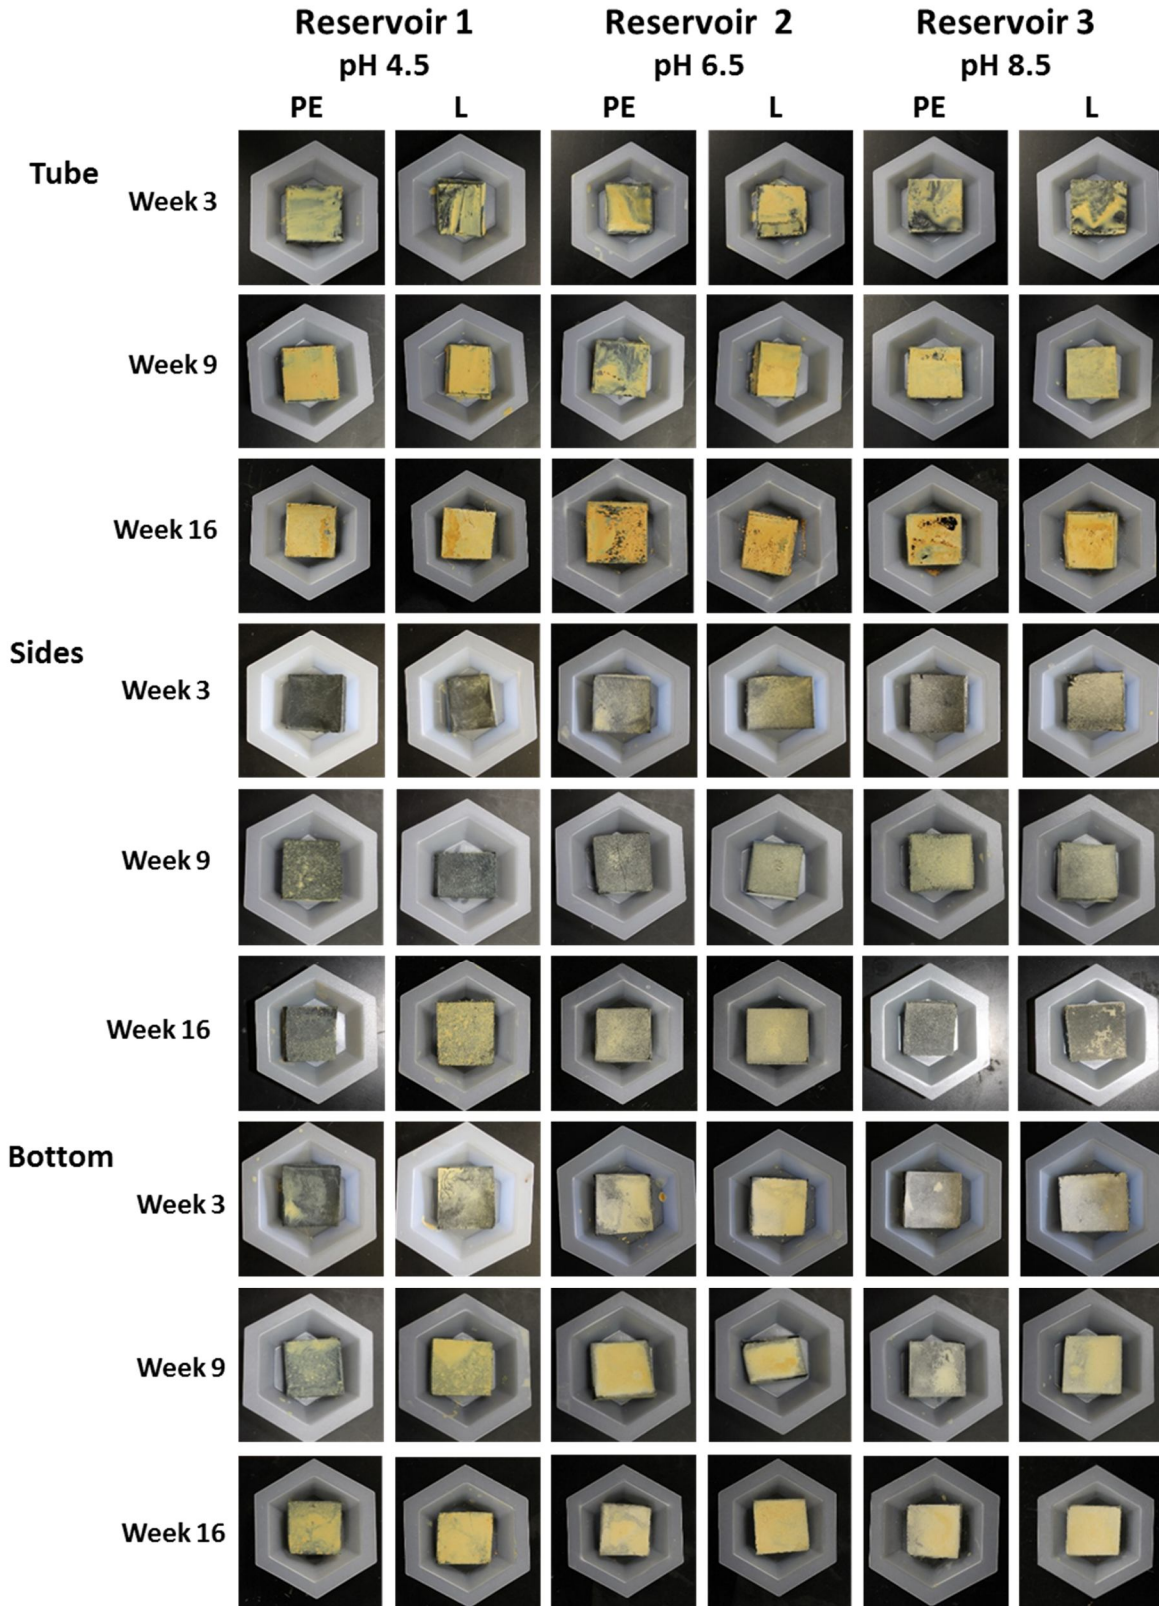 Reservoir 1 Reservoir 2 Reservoir 3
pH 4.5 pH 6.5 pH 8.5
PE L PE L PE L
Tube
Week 3
Week 9
Week 16
Sides
Week 3
Week 9
Week 16
Bottom
Week 3
Week 9
Week 16